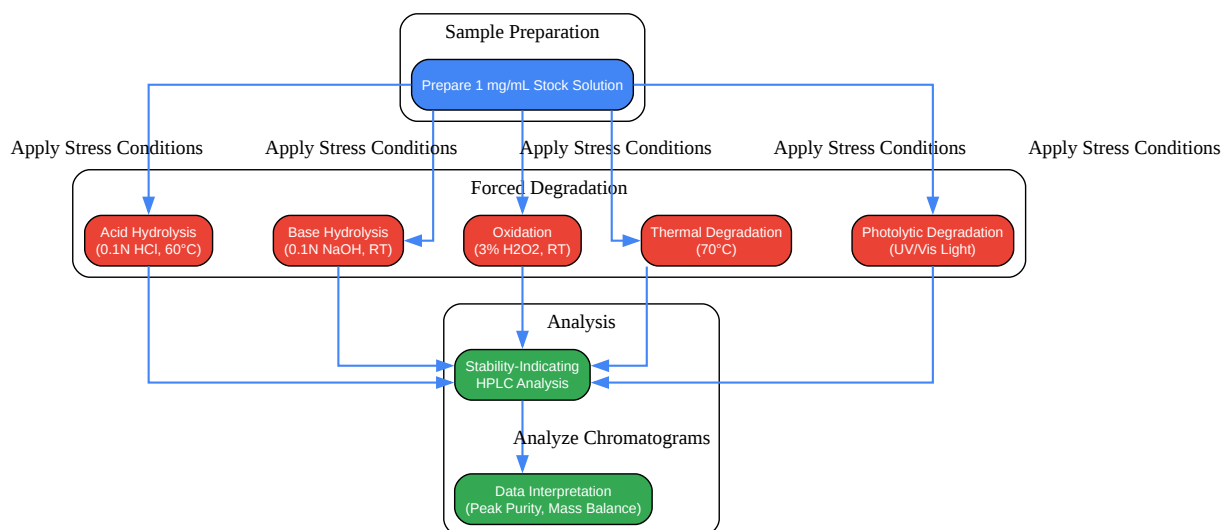 Sample Preparation
Prepare 1 mg/mL Stock Solution
Apply Stress Conditions
Apply Stress Conditions
Apply Stress Conditions
Apply Stress Conditions
Apply Stress Conditions
Forced Degradation
Acid Hydrolysis
(0.1N HCl, 60°C)
Base Hydrolysis
(0.1N NaOH, RT)
Oxidation
(3% H2O2, RT)
Thermal Degradation
(70°C)
Photolytic Degradation
(UV/Vis Light)
Analysis
Stability-Indicating
HPLC Analysis
Analyze Chromatograms
Data Interpretation
(Peak Purity, Mass Balance)